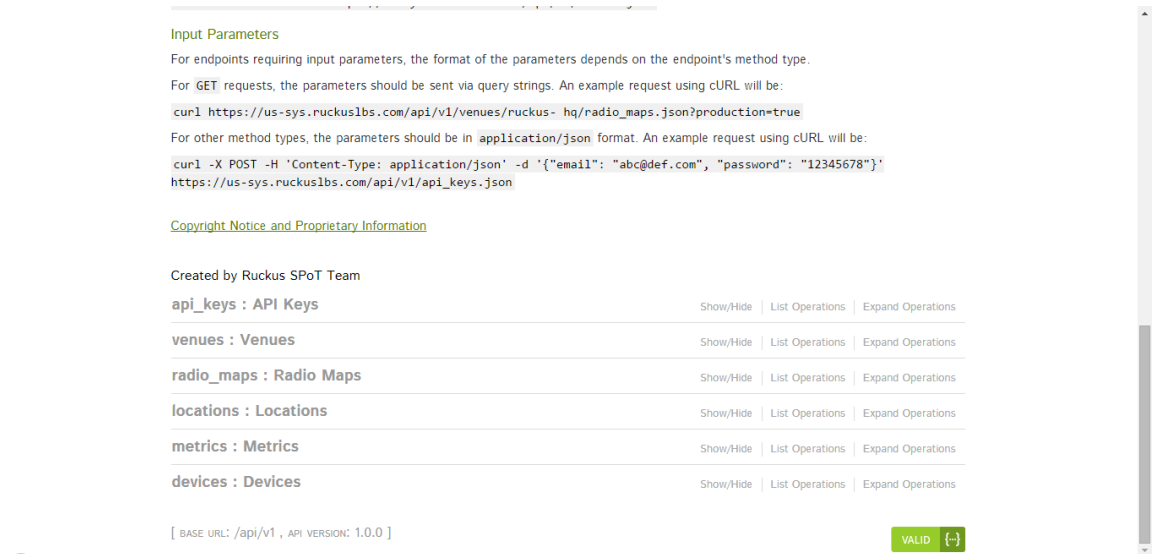 Input Parameters
For endpoints requiring input parameters, the format of the parameters depends on the endpoint's method type.
For GET requests, the parameters should be sent via query strings. An example request using cURL will be:
curl https://us-sys.ruckuslbs.com/api/v1/venues/ruckus- hq/radio_maps.json?production=true
For other method types, the parameters should be in application/json format. An example request using cURL will be:
curl -X POST -H 'Content-Type: application/json' -d '{"email": "abc@def.com", "password": "12345678"}'
https://us-sys.ruckuslbs.com/api/v1/api_keys.json
Copyright Notice and Proprietary Information
Created by Ruckus SPoT Team
api_keys : API Keys Show/Hide List Operations Expand Operations
venues : Venues Show/Hide List Operations Expand Operations
radio_maps : Radio Maps Show/Hide List Operations Expand Operations
locations : Locations Show/Hide List Operations Expand Operations
metrics : Metrics Show/Hide List Operations Expand Operations
devices : Devices Show/Hide List Operations Expand Operations
[ BASE URL: /api/v1 , API VERSION: 1.0.0 ] VALID {...}